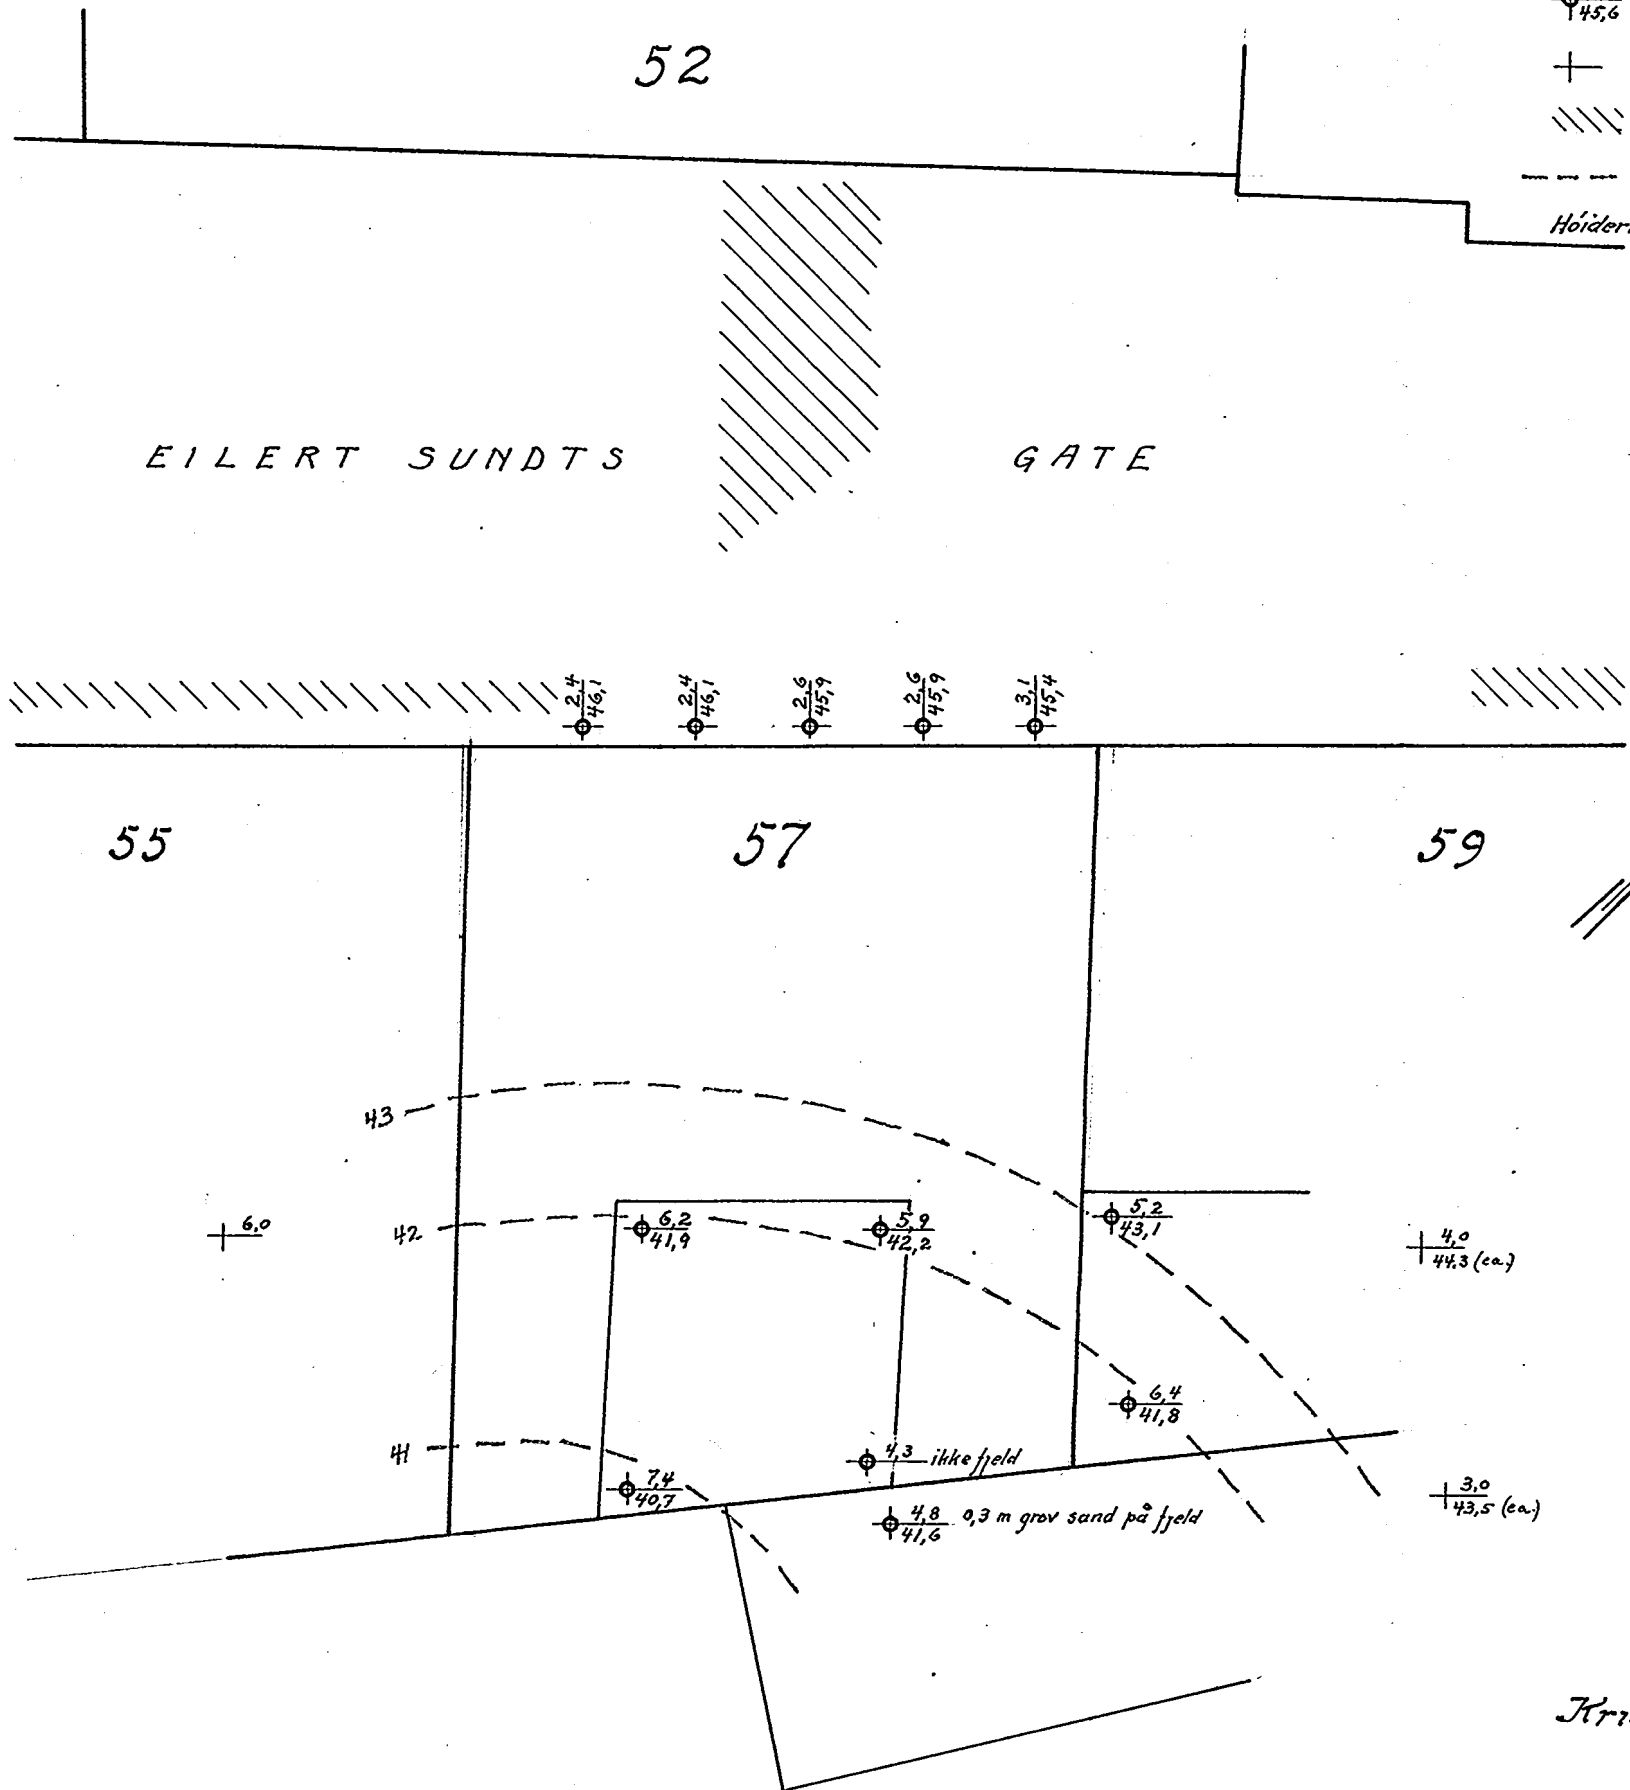 45,6
52
EILERT SUNDTS GATE
2,4 2,4 2,6 2,6 3,1
46,1 46,1 45,9 45,9 45,4
55 57 59
43
6,0
42
6,2
41,9
5,9
42,2
5,2
43,1
4,0
44,3 (ca.)
6,4
41,8
41
4,3 ikke fjeld
7,4
40,7
3,0
43,5 (ca.)
4,8 0,3 m grov sand på fjeld
41,6